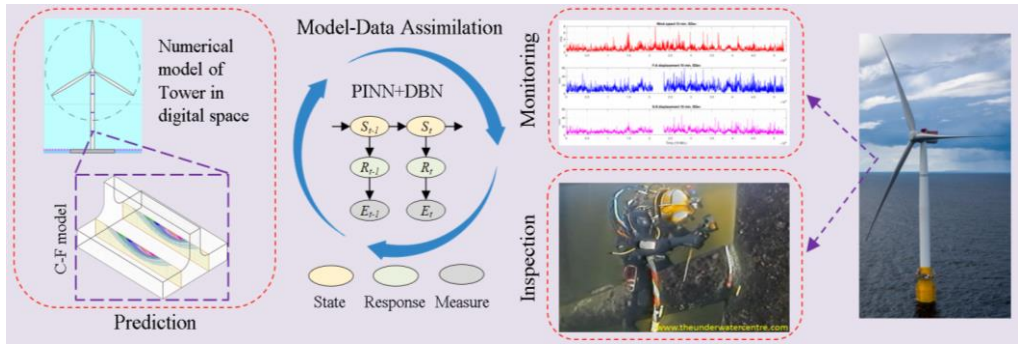 Numerical
model of
Tower in
digital space
C-F model
Prediction
Model-Data Assimilation
PINN+DBN
S_{t-1} S_t
R_{t-1} R_t
E_{t-1} E_t
State Response Measure
Monitoring
Inspection
www.theunderwatercentre.com